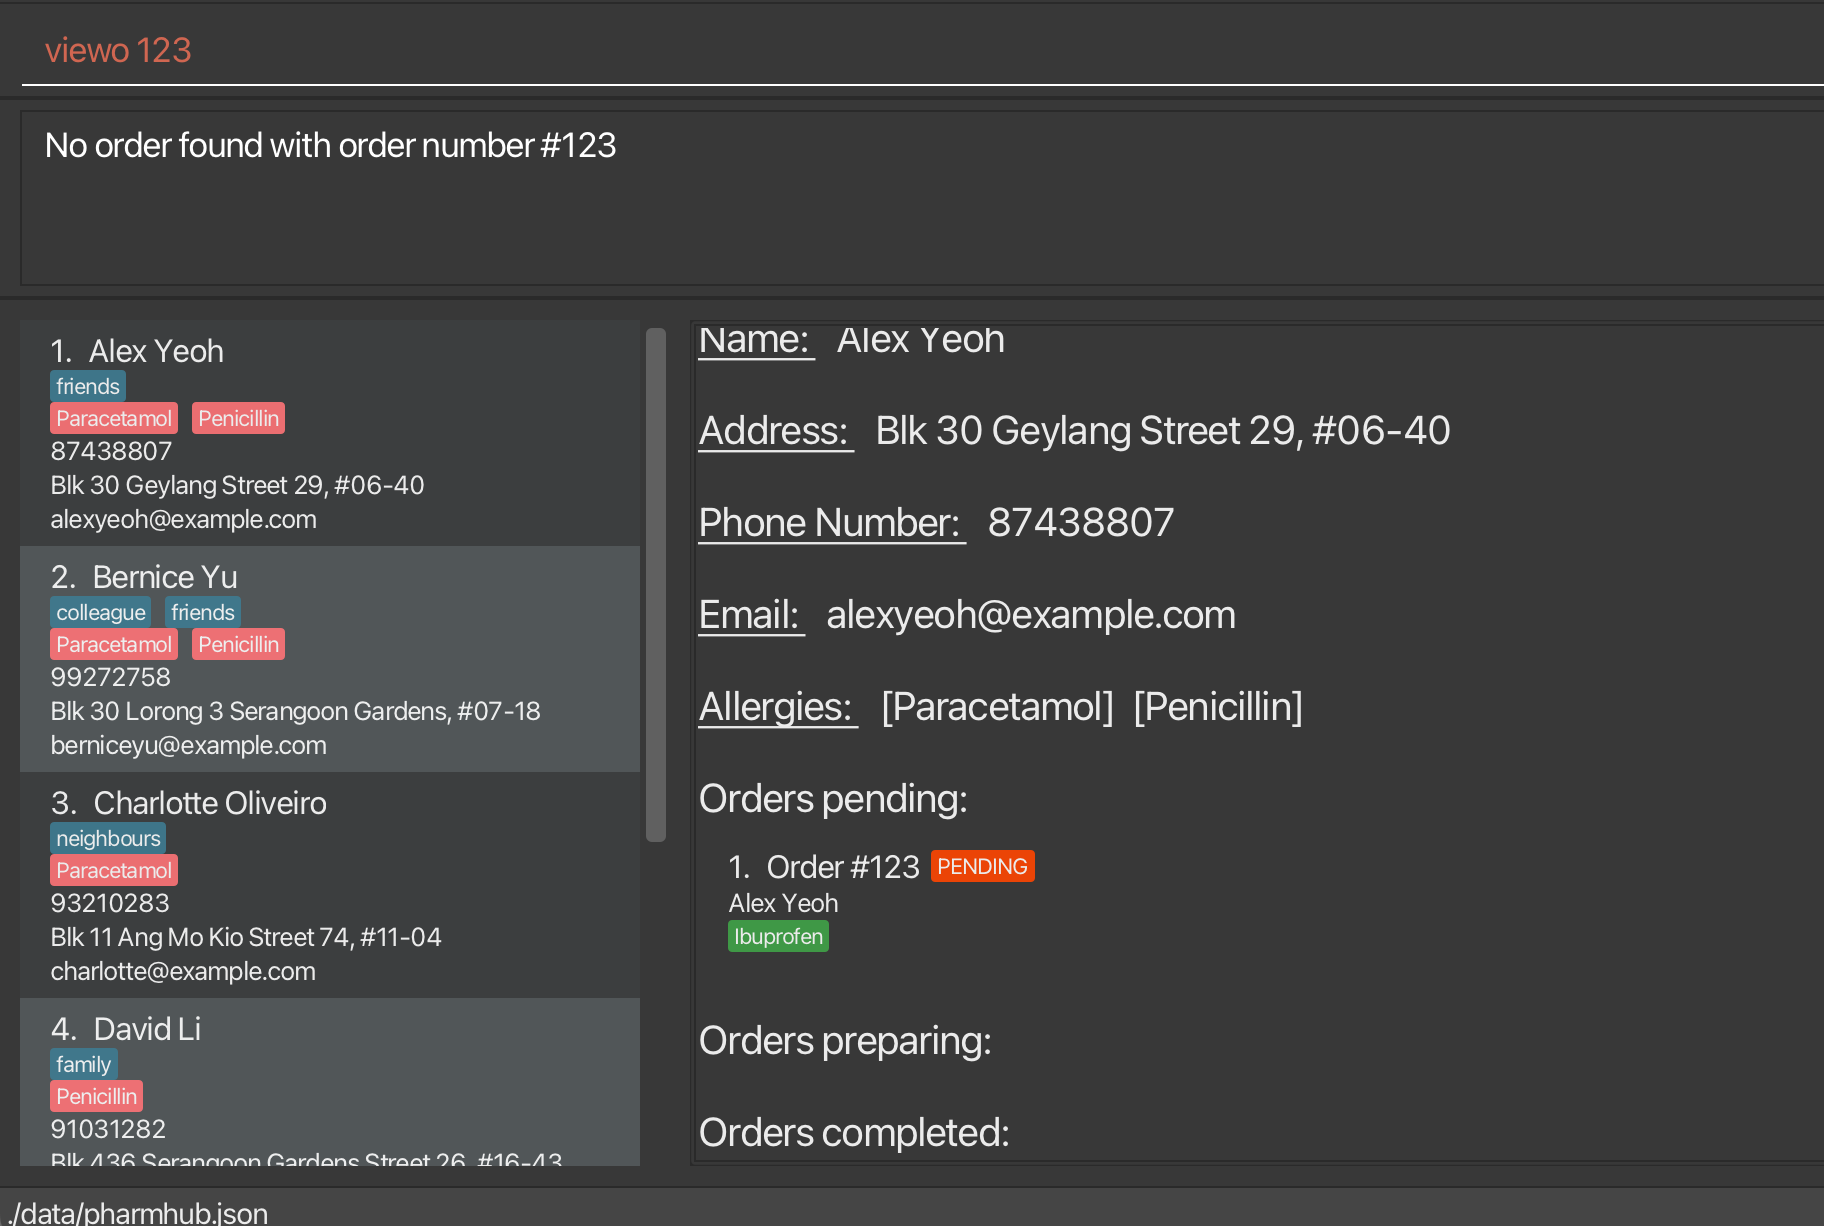 viewo 123
No order found with order number #123
1. Alex Yeoh
friends
Paracetamol Penicillin
87438807
Blk 30 Geylang Street 29, #06-40
alexyeoh@example.com
2. Bernice Yu
colleague friends
Paracetamol Penicillin
99272758
Blk 30 Lorong 3 Serangoon Gardens, #07-18
berniceyu@example.com
3. Charlotte Oliveiro
neighbours
Paracetamol
93210283
Blk 11 Ang Mo Kio Street 74, #11-04
charlotte@example.com
4. David Li
family
Penicillin
91031282
Blk 436 Serangoon Gardens Street 26, #16-43
Name: Alex Yeoh
Address: Blk 30 Geylang Street 29, #06-40
Phone Number: 87438807
Email: alexyeoh@example.com
Allergies: [Paracetamol] [Penicillin]
Orders pending:
1. Order #123 PENDING
Alex Yeoh
Ibuprofen
Orders preparing:
Orders completed:
./data/pharmhub.json